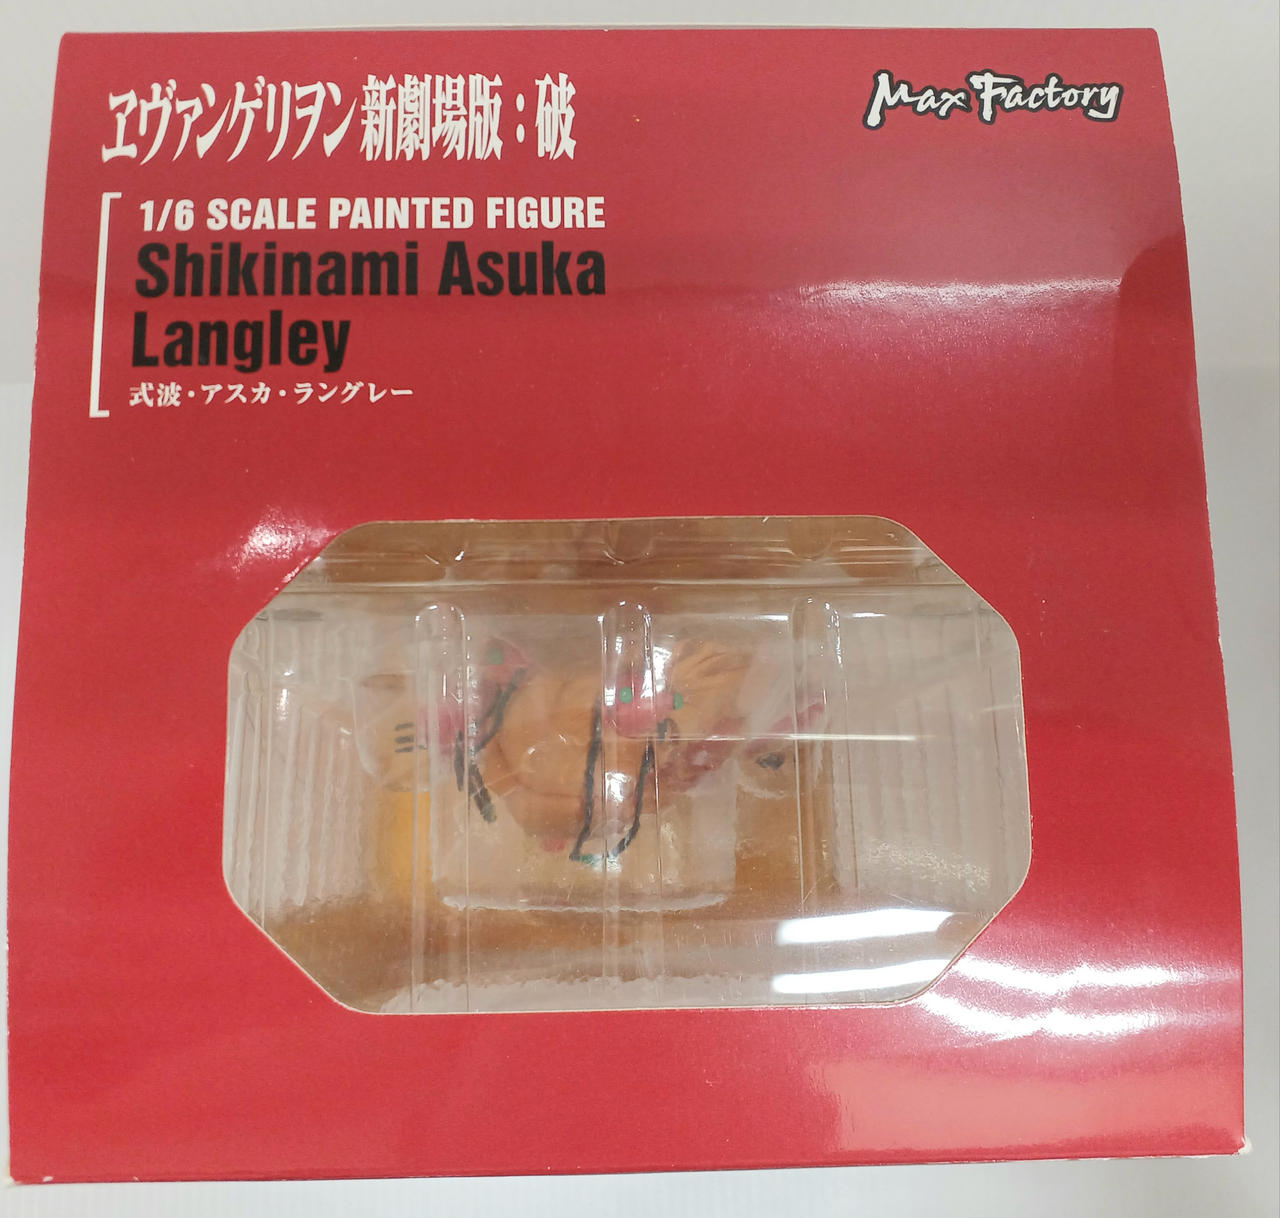 ヱヴァンゲリヲン新劇場版：破
Max Factory
1/6 SCALE PAINTED FIGURE
Shikinami Asuka
Langley
式波・アスカ・ラングレー